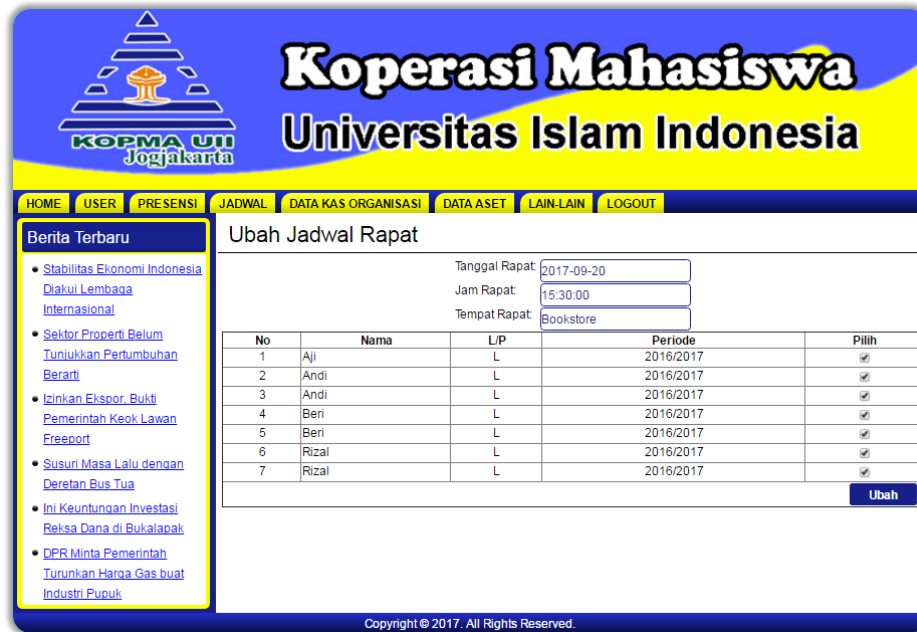 KOPMA UII
Jogjakarta
Koperasi Mahasiswa
Universitas Islam Indonesia
HOME USER PRESENSI JADWAL DATA KAS ORGANISASI DATA ASET LAIN-LAIN LOGOUT
Berita Terbaru
Stabilitas Ekonomi Indonesia
Diakui Lembaga
Internasional
Sektor Properti Belum
Tunjukkan Pertumbuhan
Berarti
Izinkan Ekspor, Bukti
Pemerintah Keok Lawan
Freeport
Susuri Masa Lalu dengan
Deretan Bus Tua
Ini Keuntungan Investasi
Reksa Dana di Bukalapak
DPR Minta Pemerintah
Turunkan Harga Gas buat
Industri Pupuk
Ubah Jadwal Rapat
Tanggal Rapat: 2017-09-20
Jam Rapat: 15:30:00
Tempat Rapat: Bookstore
No Nama L/P Periode Pilih
1 Aji L 2016/2017
2 Andi L 2016/2017
3 Andi L 2016/2017
4 Beri L 2016/2017
5 Beri L 2016/2017
6 Rizal L 2016/2017
7 Rizal L 2016/2017
Ubah
Copyright © 2017. All Rights Reserved.